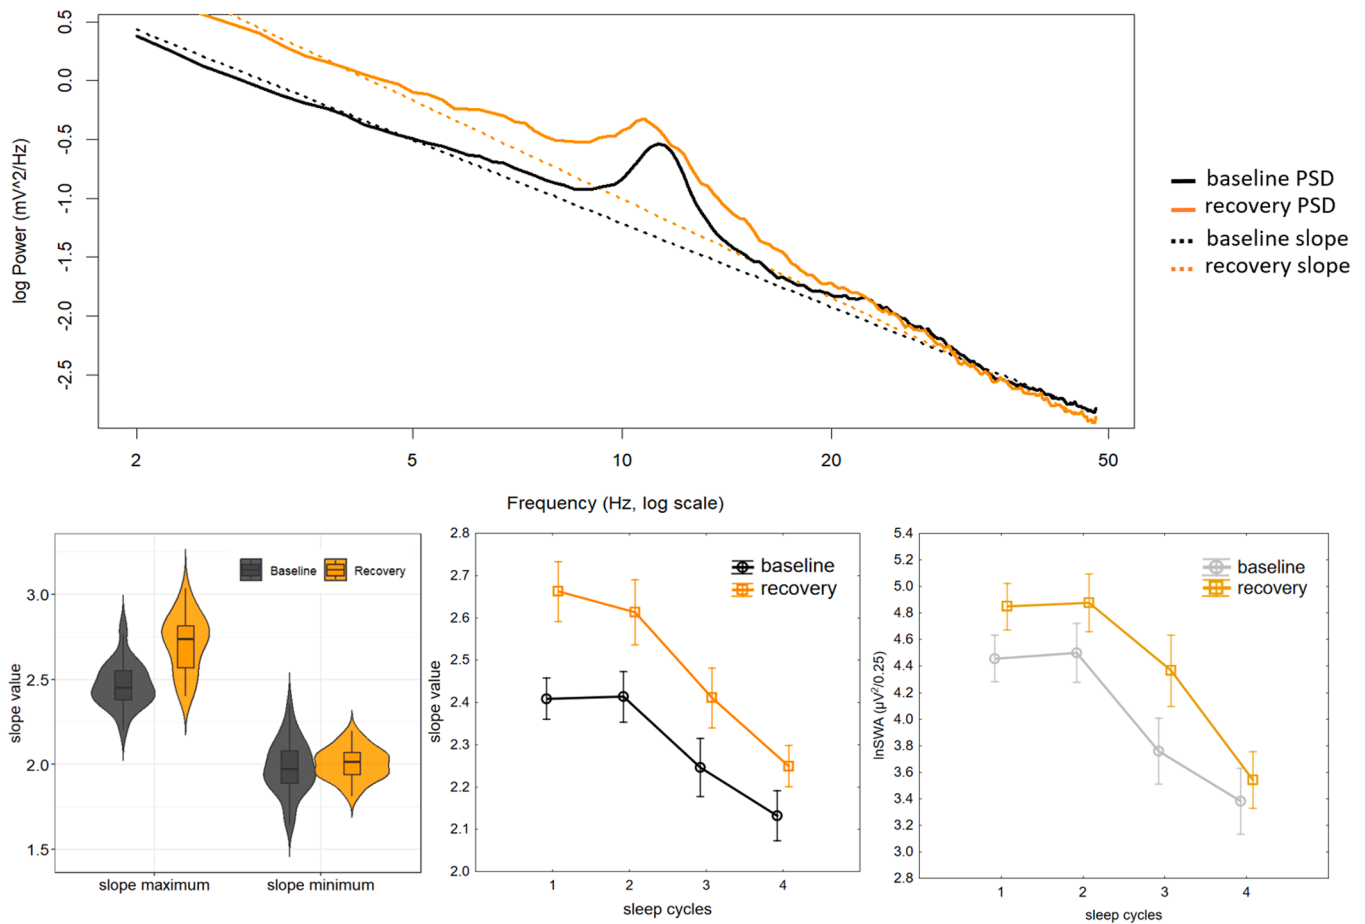 0.5
0.0
-0.5
-1.0
-1.5
-2.0
-2.5
log Power (mV^2/Hz)
2 5 10 20 50
Frequency (Hz, log scale)
baseline PSD
recovery PSD
baseline slope
recovery slope
3.0
2.5
2.0
1.5
slope value
Baseline Recovery
slope maximum slope minimum
2.8
2.7
2.6
2.5
2.4
2.3
2.2
2.1
2.0
slope value
baseline
recovery
1 2 3 4
sleep cycles
5.4
5.2
5.0
4.8
4.6
4.4
4.2
4.0
3.8
3.6
3.4
3.2
3.0
2.8
lnSWA (µV²/0.25)
baseline
recovery
1 2 3 4
sleep cycles